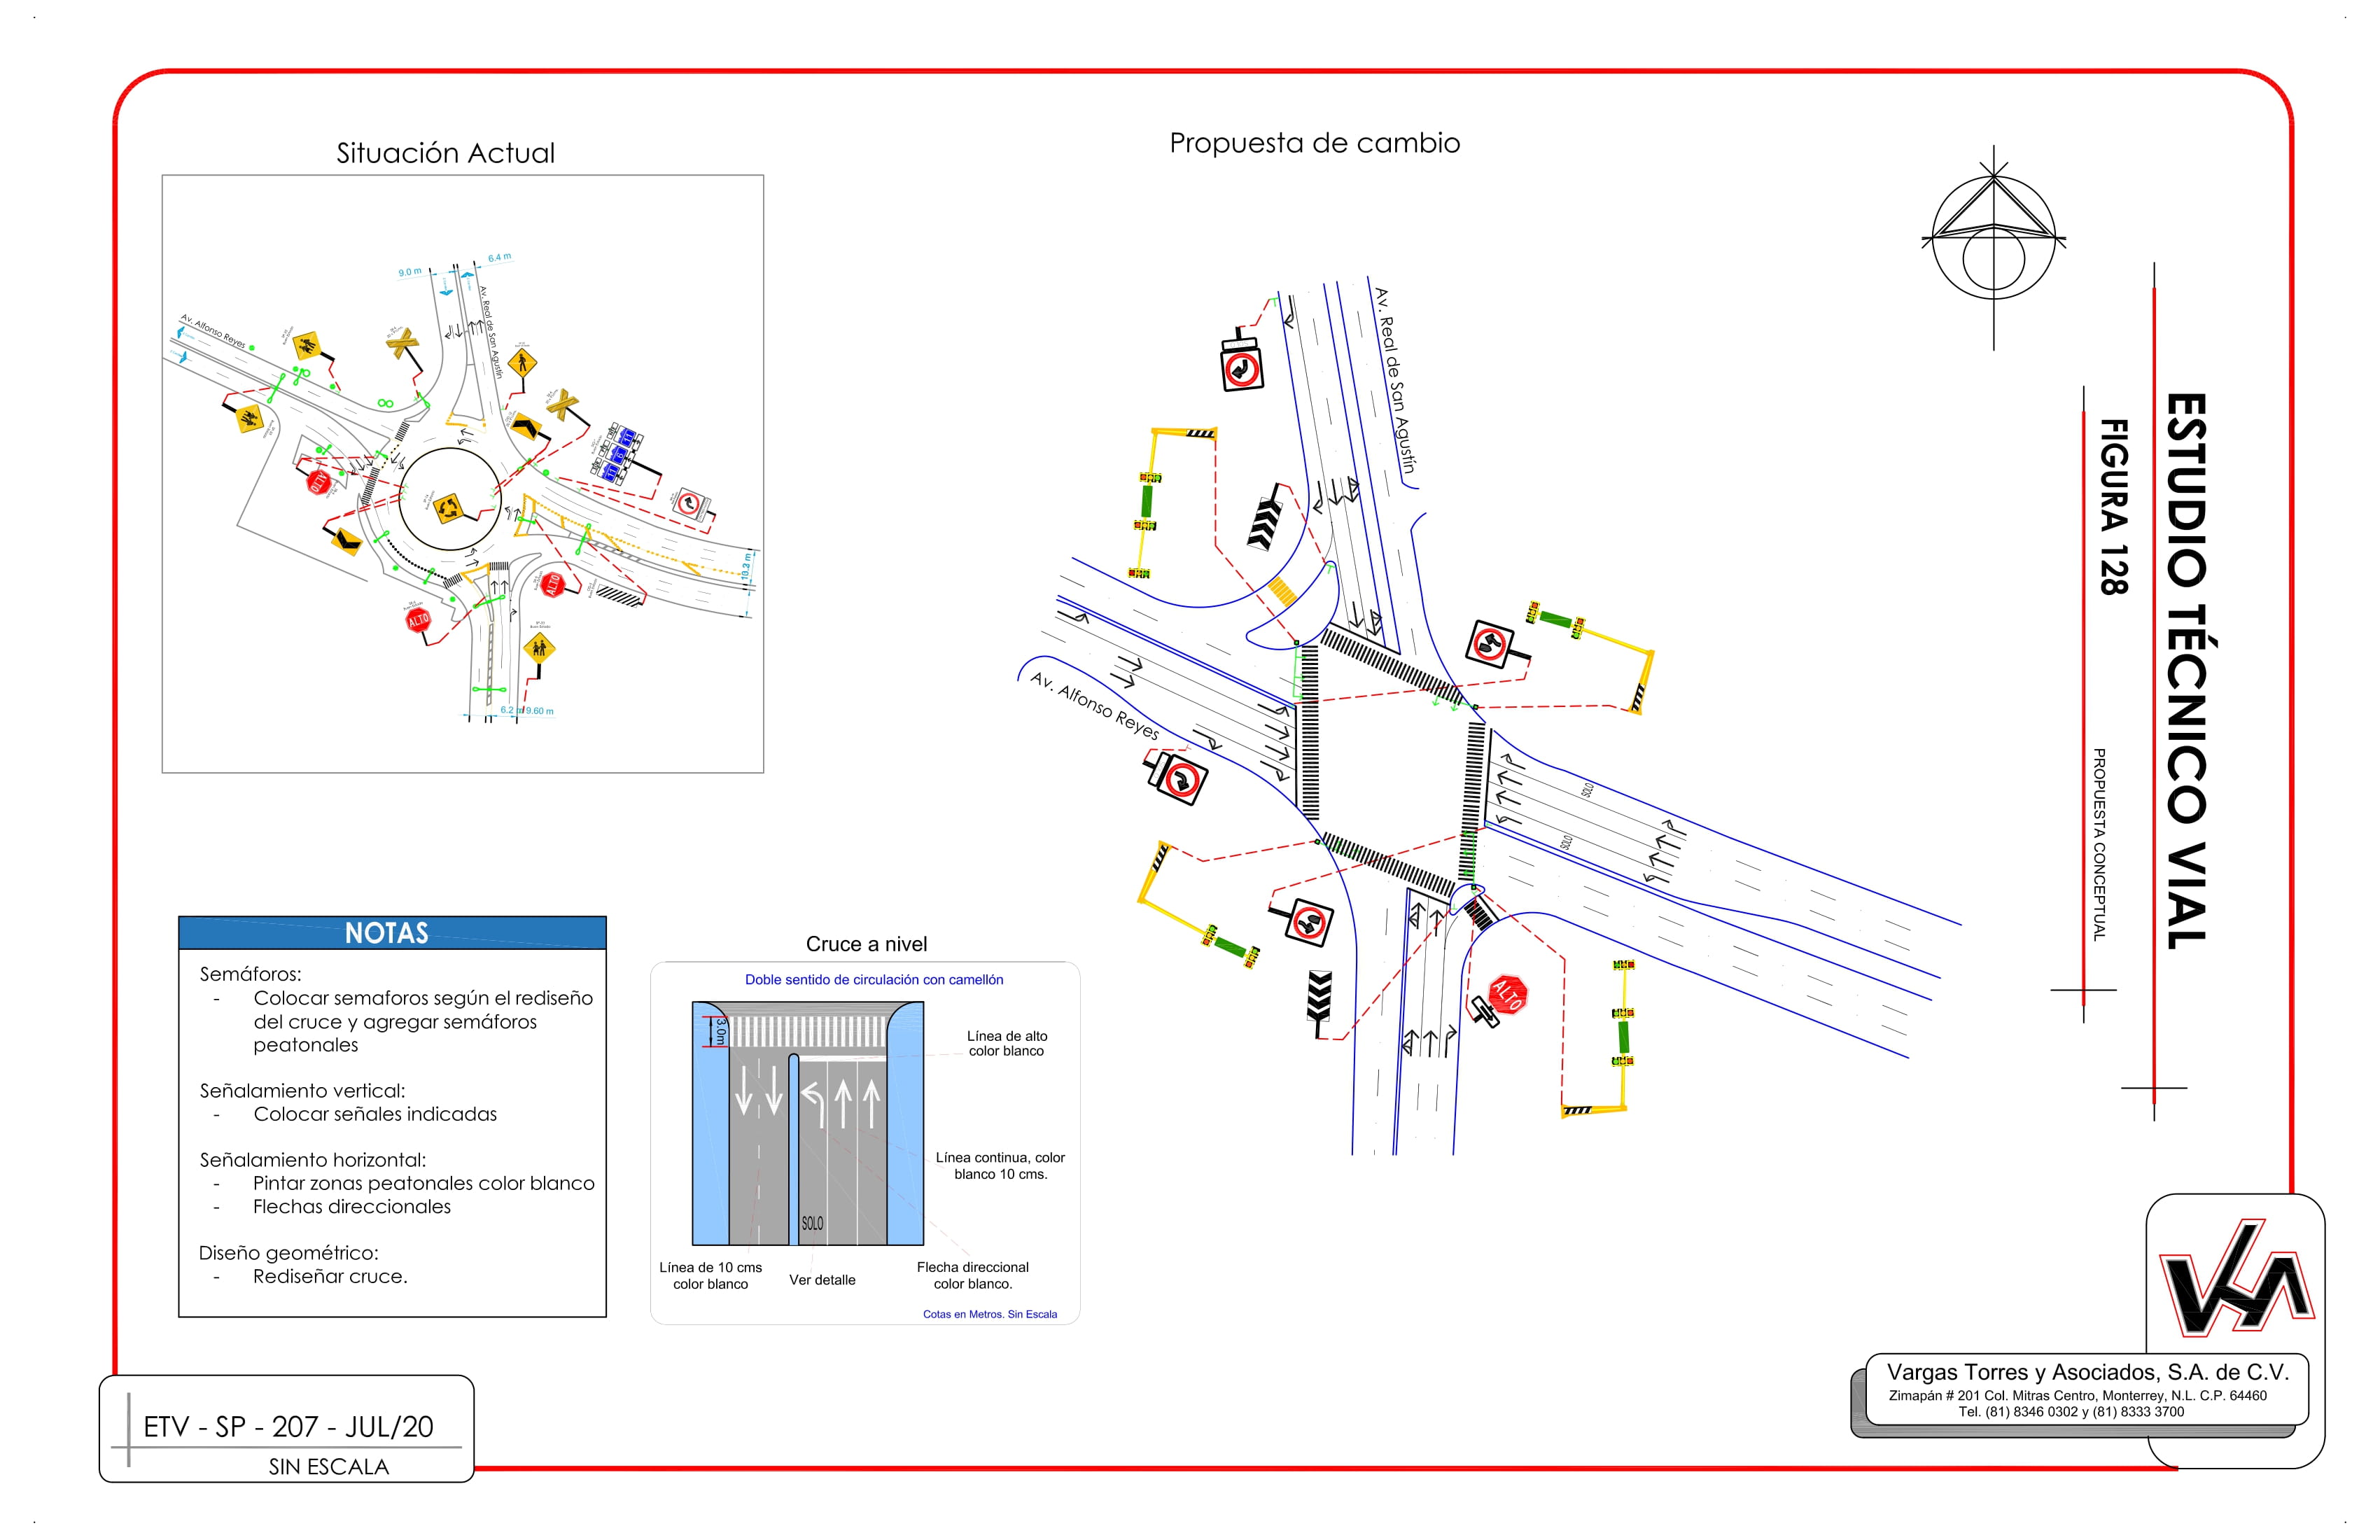 Situación Actual
Propuesta de cambio
9.0 m
6.4 m
Av. Alfonso Reyes
Av. Real de San Agustín
ALTO
ALTO
ALTO
10.3 m
6.2 m
9.60 m
Av. Real de San Agustín
Av. Alfonso Reyes
SOLO
SOLO
ALTO
ESTUDIO TÉCNICO VIAL
FIGURA 128
PROPUESTA CONCEPTUAL
NOTAS
Semáforos:
- Colocar semaforos según el rediseño
del cruce y agregar semáforos
peatonales
Señalamiento vertical:
- Colocar señales indicadas
Señalamiento horizontal:
- Pintar zonas peatonales color blanco
- Flechas direccionales
Diseño geométrico:
- Rediseñar cruce.
Cruce a nivel
Doble sentido de circulación con camellón
3.0m
Línea de alto
color blanco
Línea continua, color
blanco 10 cms.
SOLO
Línea de 10 cms
color blanco
Ver detalle
Flecha direccional
color blanco.
Cotas en Metros. Sin Escala
ETV - SP - 207 - JUL/20
SIN ESCALA
Vargas Torres y Asociados, S.A. de C.V.
Zimapán # 201 Col. Mitras Centro, Monterrey, N.L. C.P. 64460
Tel. (81) 8346 0302 y (81) 8333 3700